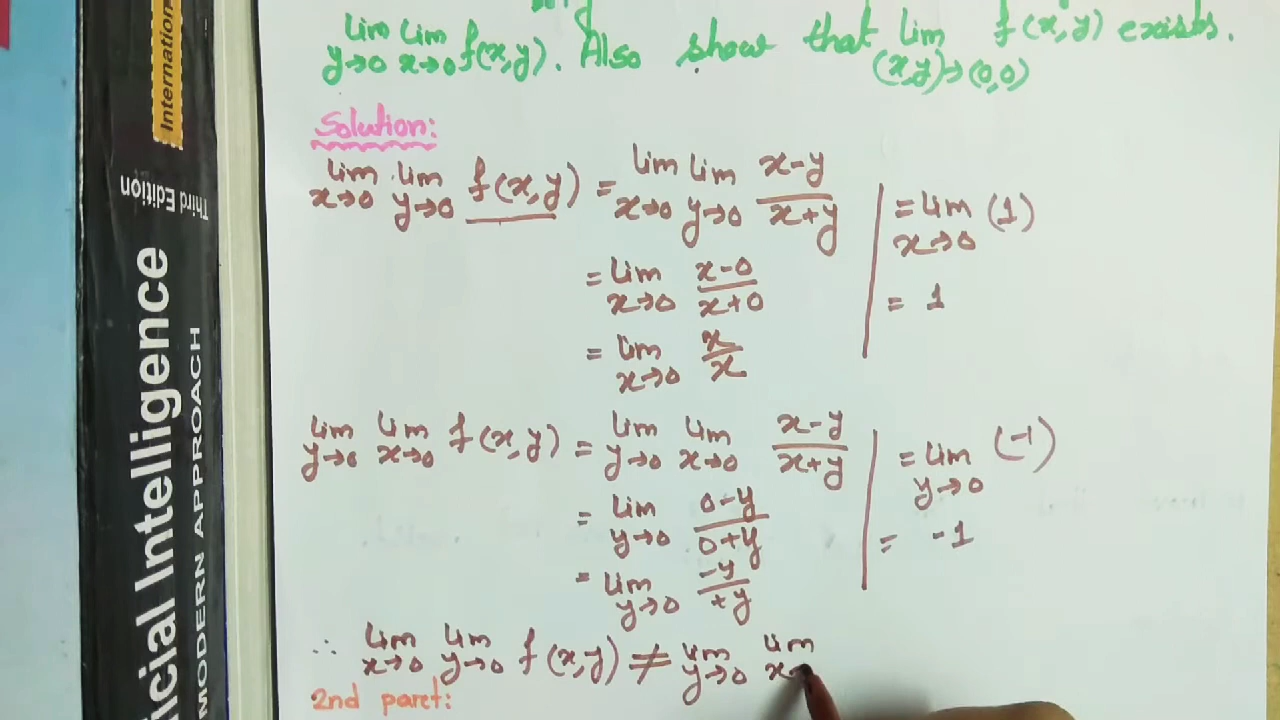 lim lim f(x,y). Also show that lim f(x,y) exists.
y→0 x→0 (x,y)→(0,0)
Solution:
lim lim f(x,y) = lim lim x-y
x→0 y→0 x→0 y→0 x+y
= lim x-0
x→0 x+0
= lim x
x→0 x
= lim (1)
x→0
= 1
lim lim f(x,y) = lim lim x-y
y→0 x→0 y→0 x→0 x+y
= lim 0-y
y→0 0+y
= lim -y
y→0 +y
= lim (-1)
y→0
= -1
∴ lim lim f(x,y) ≠ lim lim
x→0 y→0 y→0 x→
2nd paret:
International
Third Edition
cial Intelligence
MODERN APPROACH